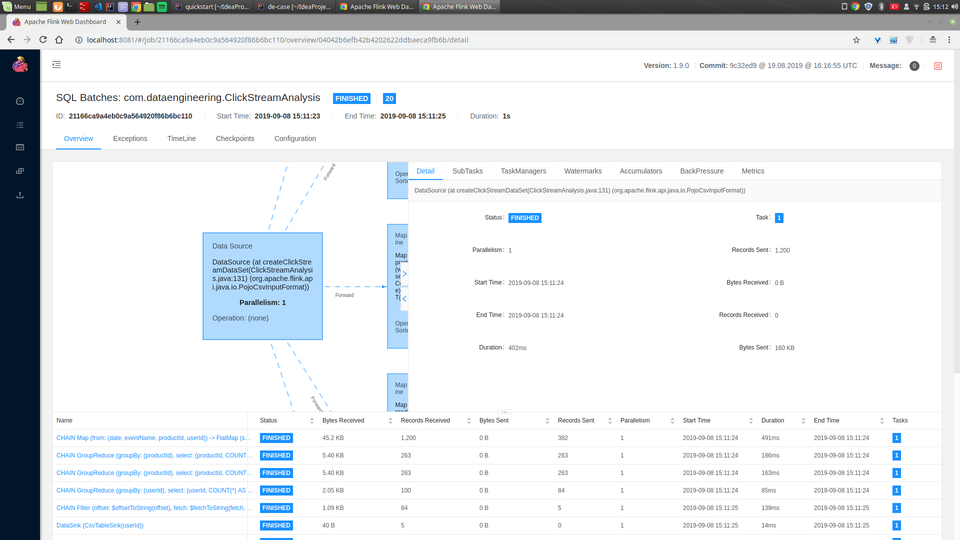 quickstart [~/IdeaProje...
de-case [~/IdeaProje...
Apache Flink Web Da...
Apache Flink Web Da...
15:12
Apache Flink Web Dashboard
Menu
localhost:8081/#/job/21166ca9a4eb0c9a564920f86b6bc110/overview/04042b6efb42b4202622ddbaeca9fb6b/detail
Version: 1.9.0 Commit: 9c32ed9 @ 19.08.2019 @ 16:16:55 UTC Message: 0
SQL Batches: com.dataengineering.ClickStreamAnalysis FINISHED 20
ID: 21166ca9a4eb0c9a564920f86b6bc110 Start Time: 2019-09-08 15:11:23 End Time: 2019-09-08 15:11:25 Duration: 1s
Overview Exceptions TimeLine Checkpoints Configuration
Forward
Oper
Sorte
Data Source
DataSource (at createClickStre
amDataSet(ClickStreamAnalysi
s.java:131) (org.apache.flink.ap
i.java.io.PojoCsvInputFormat))
Parallelism: 1
Operation: (none)
Forward
Map
ine
Map
Oper
Sorte
Forward
Map
ine
Map
Detail SubTasks TaskManagers Watermarks Accumulators BackPressure Metrics
DataSource (at createClickStreamDataSet(ClickStreamAnalysis.java:131) (org.apache.flink.api.java.io.PojoCsvInputFormat))
Status: FINISHED Task: 1
Parallelism: 1 Records Sent: 1,200
Start Time: 2019-09-08 15:11:24 Bytes Received: 0 B
End Time: 2019-09-08 15:11:24 Records Received: 0
Duration: 402ms Bytes Sent: 160 KB
Name Status Bytes Received Records Received Bytes Sent Records Sent Parallelism Start Time Duration End Time Tasks
CHAIN Map (from: (date, eventName, productId, userId)) -> FlatMap (s... FINISHED 45.2 KB 1,200 0 B 382 1 2019-09-08 15:11:24 491ms 2019-09-08 15:11:24 1
CHAIN GroupReduce (groupBy: (productId), select: (productId, COUNT... FINISHED 5.40 KB 263 0 B 263 1 2019-09-08 15:11:24 186ms 2019-09-08 15:11:24 1
CHAIN GroupReduce (groupBy: (productId), select: (productId, COUNT... FINISHED 5.40 KB 263 0 B 263 1 2019-09-08 15:11:24 163ms 2019-09-08 15:11:24 1
CHAIN GroupReduce (groupBy: (userId), select: (userId, COUNT(*) AS ... FINISHED 2.05 KB 100 0 B 84 1 2019-09-08 15:11:24 85ms 2019-09-08 15:11:24 1
CHAIN Filter (offset: $offsetToString(offset), fetch: $fetchToString(fetch, ... FINISHED 1.09 KB 84 0 B 5 1 2019-09-08 15:11:25 139ms 2019-09-08 15:11:25 1
DataSink (CsvTableSink(userId)) FINISHED 40 B 5 0 B 0 1 2019-09-08 15:11:25 14ms 2019-09-08 15:11:25 1